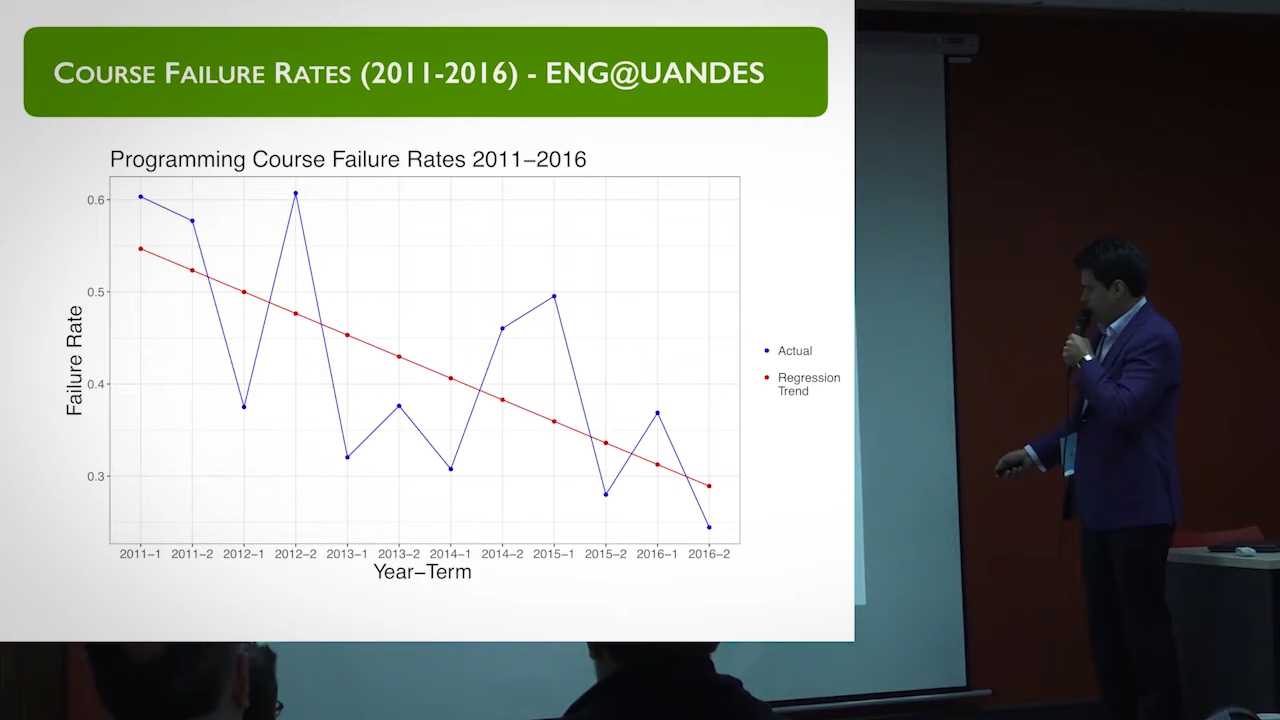 COURSE FAILURE RATES (2011-2016) - ENG@UANDES
Programming Course Failure Rates 2011–2016
0.6
0.5
0.4
0.3
Failure Rate
2011–1 2011–2 2012–1 2012–2 2013–1 2013–2 2014–1 2014–2 2015–1 2015–2 2016–1 2016–2
Year–Term
Actual
Regression
Trend